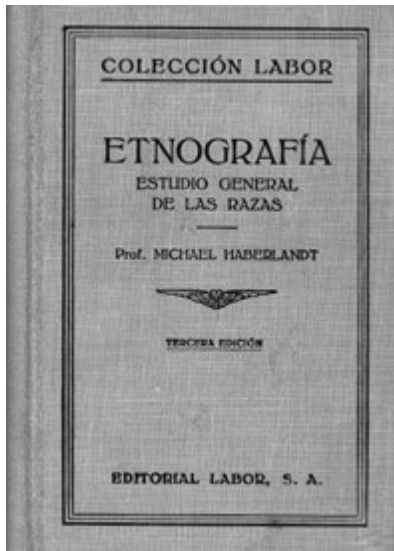 COLECCIÓN LABOR
ETNOGRAFÍA
ESTUDIO GENERAL
DE LAS RAZAS
Prof. MICHAEL HABERLANDT
TERCERA EDICIÓN
EDITORIAL LABOR, S. A.